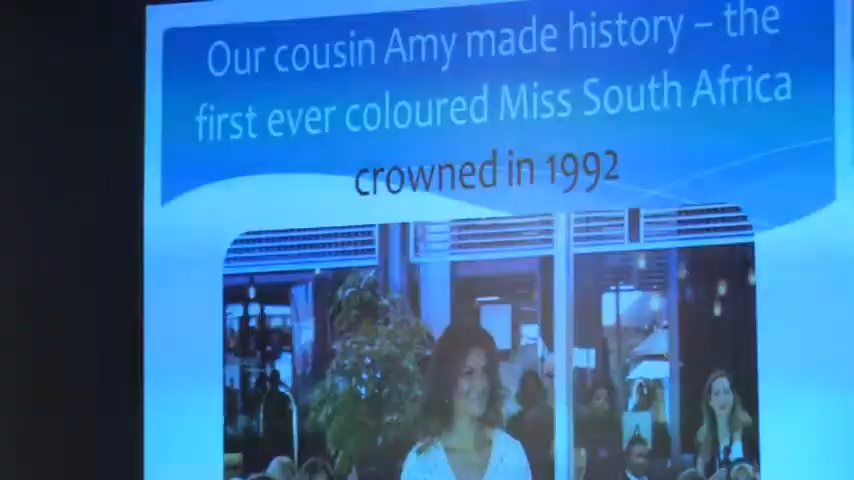 Our cousin Amy made history – the
first ever coloured Miss South Africa
crowned in 1992